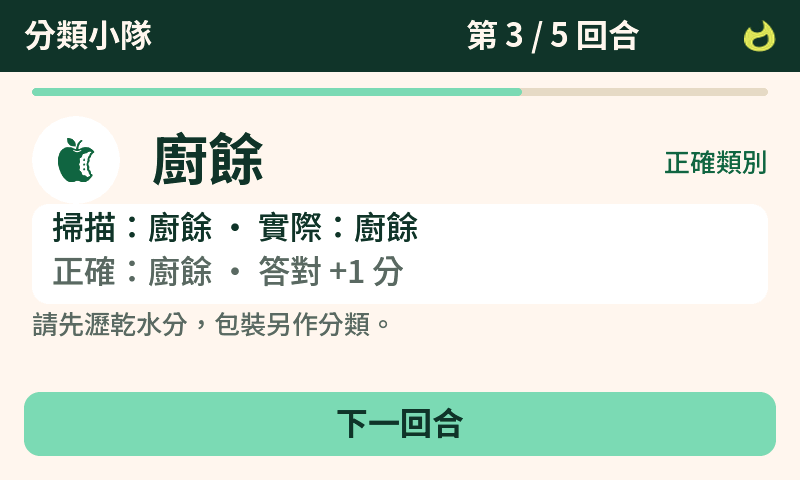 分類小隊
第 3 / 5 回合
廚餘
正確類別
掃描：廚餘 · 實際：廚餘
正確：廚餘 · 答對 +1 分
請先瀝乾水分，包裝另作分類。
下一回合